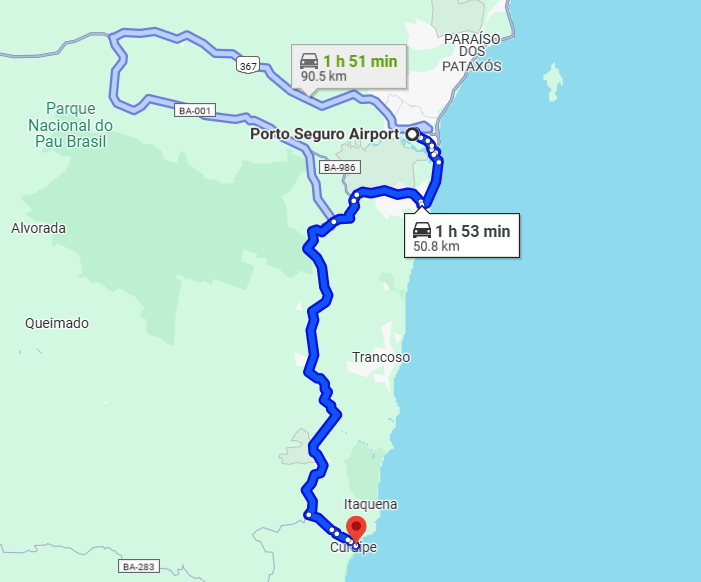 PARAÍSO
DOS
PATAXÓS
1 h 51 min
90.5 km
367
BA-001
Parque
Nacional do
Pau Brasil
Porto Seguro Airport
BA-986
Alvorada
1 h 53 min
50.8 km
Queimado
Trancoso
Itaquena
BA-283